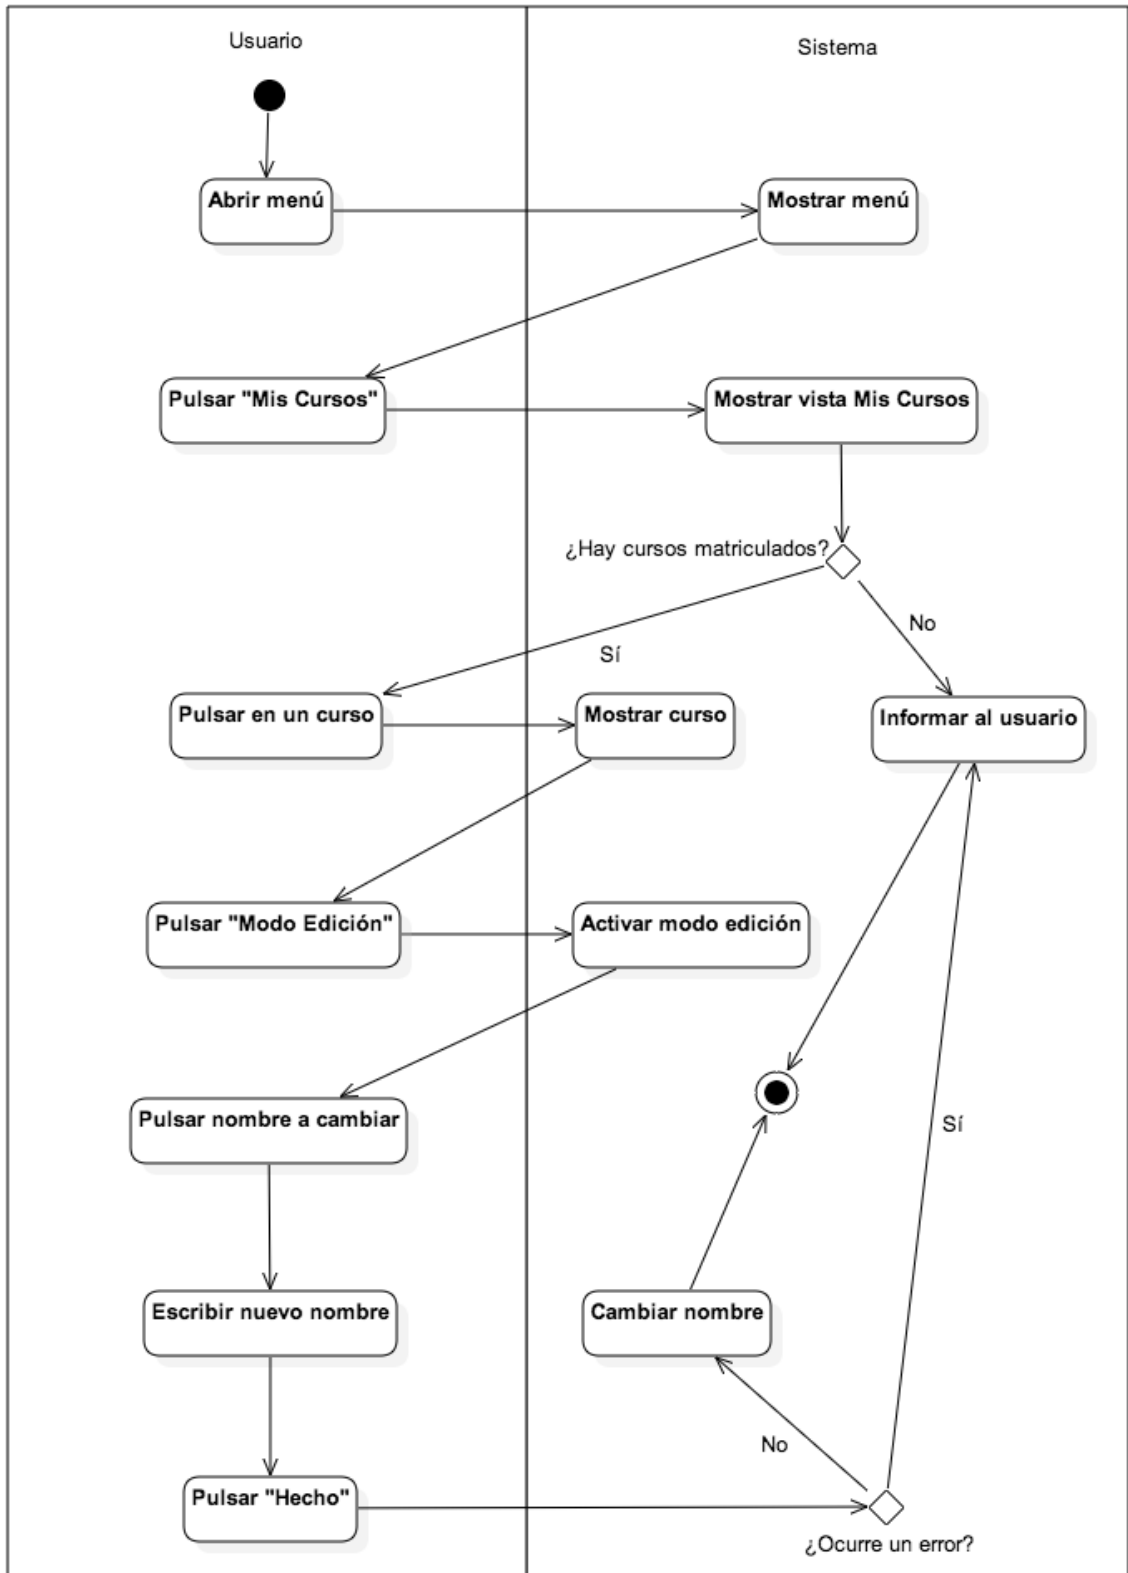 Usuario
Sistema
Abrir menú
Mostrar menú
Pulsar "Mis Cursos"
Mostrar vista Mis Cursos
¿Hay cursos matriculados?
No
Sí
Pulsar en un curso
Mostrar curso
Informar al usuario
Pulsar "Modo Edición"
Activar modo edición
Pulsar nombre a cambiar
Sí
Escribir nuevo nombre
Cambiar nombre
No
Pulsar "Hecho"
¿Ocurre un error?